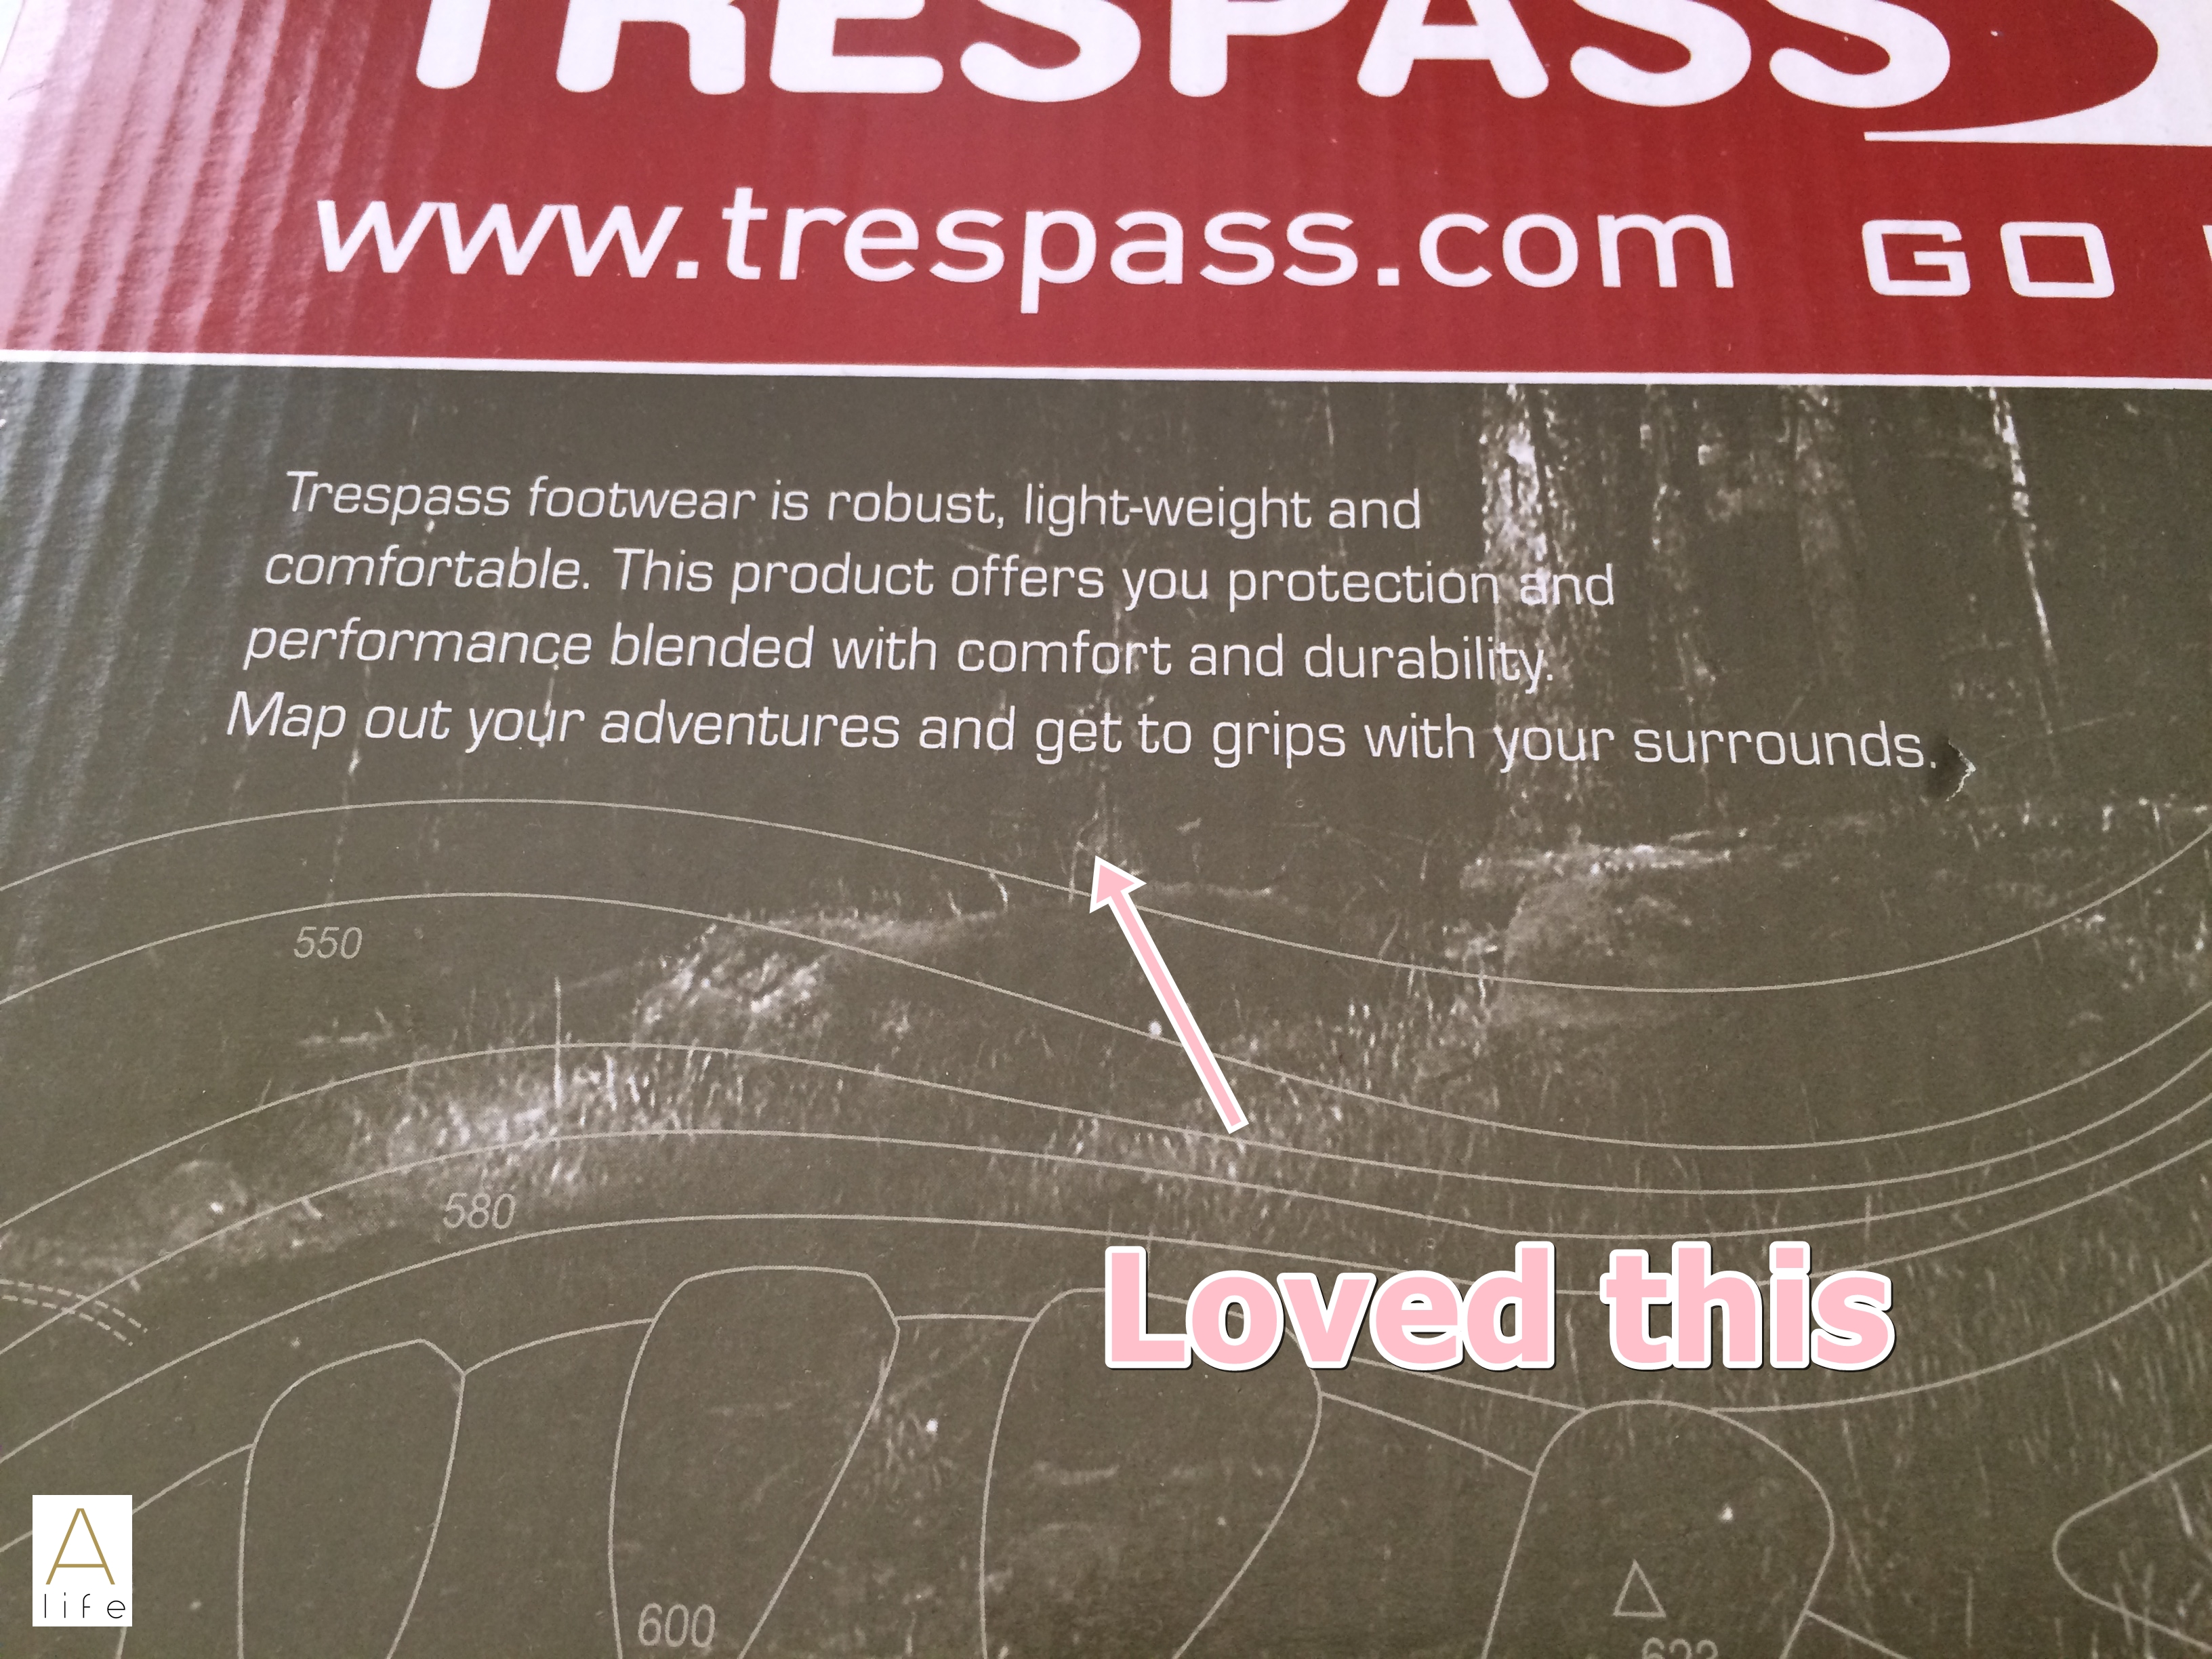 TRESPASS
www.trespass.com GO
Trespass footwear is robust, light-weight and
comfortable. This product offers you protection and
performance blended with comfort and durability.
Map out your adventures and get to grips with your surrounds.
550
580
Loved this
600
A
life